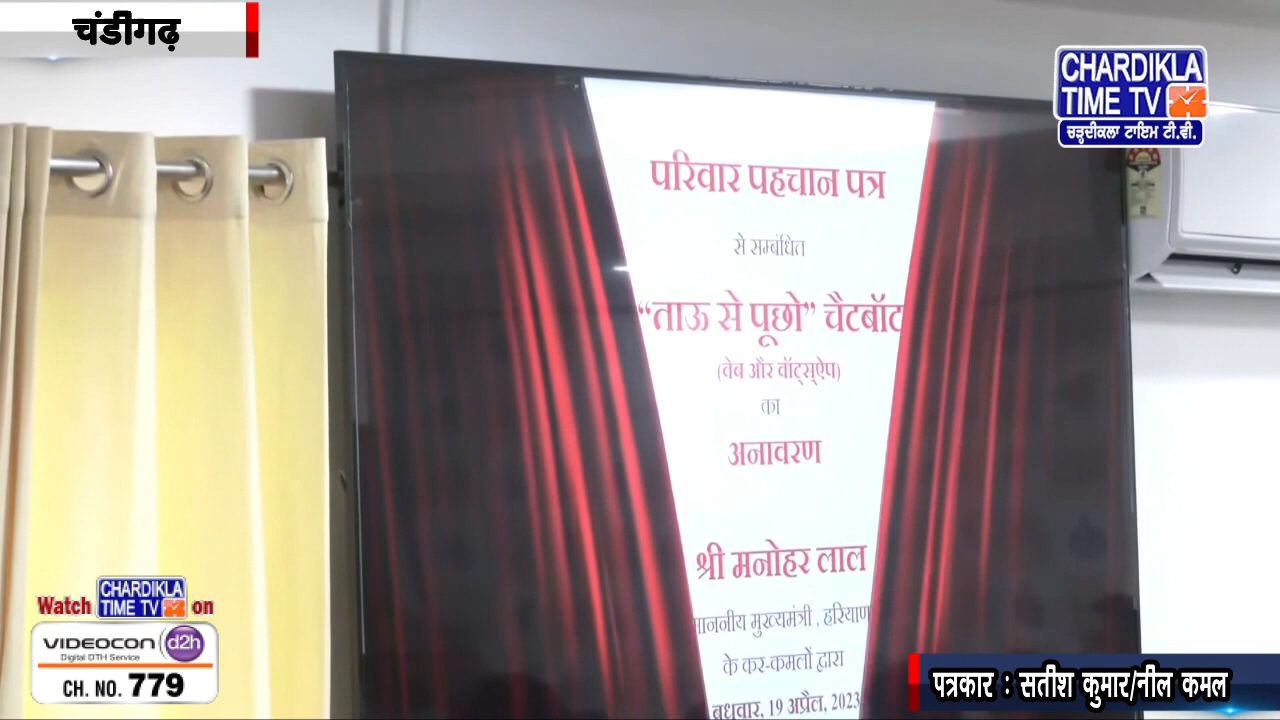 चंडीगढ़
CHARDIKLA
TIME TV
ਚੜ੍ਹਦੀਕਲਾ ਟਾਇਮ ਟੀ.ਵੀ.
परिवार पहचान पत्र
से सम्बंधित
“ताऊ से पूछो” चैटबॉट
(वेब और वॉट्स्ऐप)
का
अनावरण
श्री मनोहर लाल
माननीय मुख्यमंत्री , हरियाणा
के कर-कमलों द्वारा
बुधवार, 19 अप्रैल, 2023
Watch CHARDIKLA TIME TV on
VIDEOCON d2h
Digital DTH Service
CH. NO. 779
पत्रकार : सतीश कुमार/नील कमल